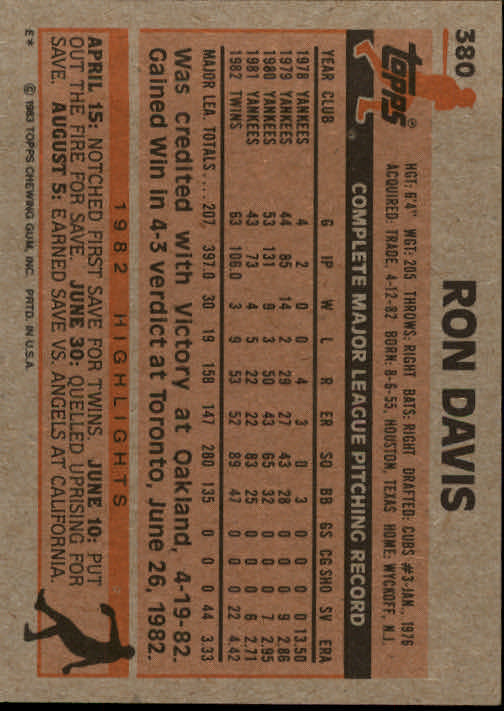 380
topps®
RON DAVIS
HGT: 6'4" WGT: 205 THROWS: RIGHT BATS: RIGHT DRAFTED: CUBS #3-JAN., 1976
ACQUIRED: TRADE, 4-12-82 BORN: 8-6-55, HOUSTON, TEXAS HOME: WYCKOFF, N.J.
COMPLETE MAJOR LEAGUE PITCHING RECORD
YEAR CLUB G IP W L R ER SO BB GS CG SHO SV ERA
1978 YANKEES 4 2 0 0 4 3 0 3 0 0 0 0 13.50
1979 YANKEES 44 85 14 2 29 27 43 28 0 0 0 9 2.86
1980 YANKEES 53 131 9 3 50 43 65 32 0 0 0 7 2.95
1981 YANKEES 43 73 4 5 22 22 83 25 0 0 0 6 2.71
1982 TWINS 63 106.0 3 9 53 52 89 47 0 0 0 22 4.42
MAJOR LEA. TOTALS ... 207 397.0 30 19 158 147 280 135 0 0 0 44 3.33
Was credited with Victory at Oakland, 4-19-82.
Gained Win in 4-3 verdict at Toronto, June 26, 1982.
1982 HIGHLIGHTS
APRIL 15: NOTCHED FIRST SAVE FOR TWINS. JUNE 10: PUT
OUT THE FIRE FOR SAVE. JUNE 30: QUELLED UPRISING FOR
SAVE. AUGUST 5: EARNED SAVE VS. ANGELS AT CALIFORNIA.
E* © 1983 TOPPS CHEWING GUM, INC. PRTD. IN U.S.A.